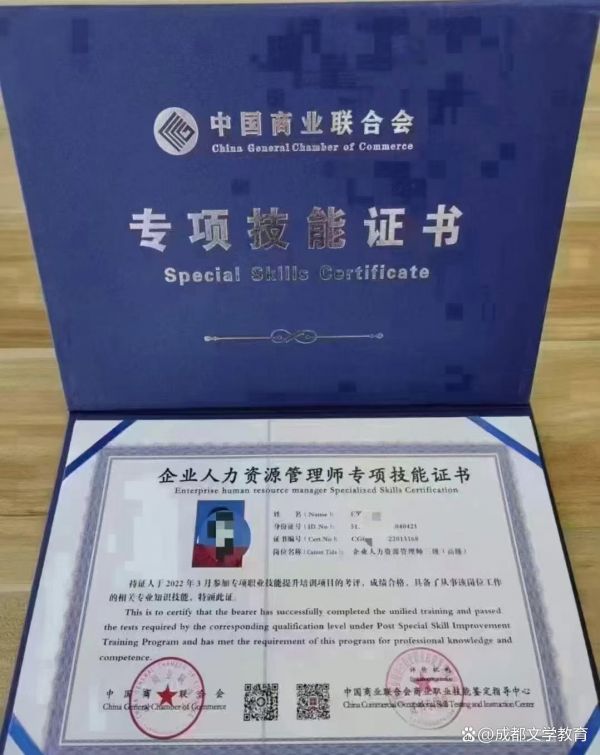 中国商业联合会
China General Chamber of Commerce
专项技能证书
Special Skills Certificate
企业人力资源管理师专项技能证书
Enterprise human resource manager Specialized Skills Certification
姓 名(Name):
身份证号(ID No.): 040421
证书编号(Cert No.): 22013168
岗位名称(Career Title): 企业人力资源管理师二级(高级)
持证人于2022年3月参加专项职业技能提升培训项目的考评,成绩合格,具备了从事该岗位工作
的相关专业知识技能,特颁此证。
This is to certify that the bearer has successfully completed the unified training and passed
the tests required by the corresponding qualification level under Post Special Skill Improvement
Training Program and has met the requirement of this program for professional knowledge and
competence.
中国商业联合会
China General Chamber of Commerce
中国商业联合会商业职业技能鉴定指导中心
China Commercial Occupational Skill Testing and Instruction Center
@成都文学教育